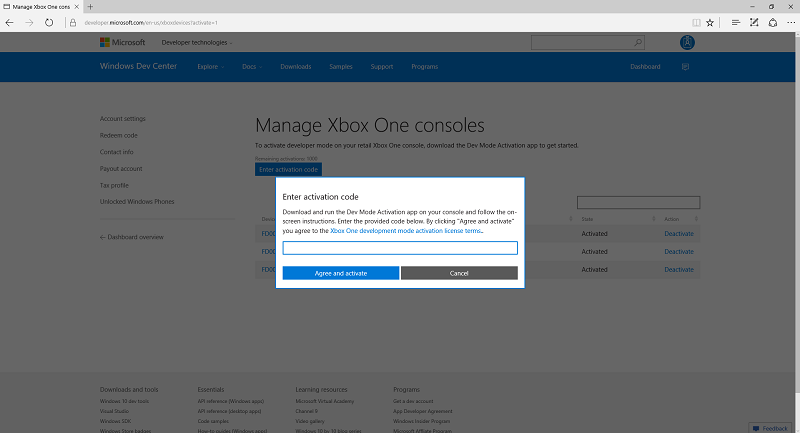 Manage Xbox One cons
developer.microsoft.com/en-us/xboxdevices?activate=1
Microsoft
Developer technologies
Windows Dev Center
Explore
Docs
Downloads
Samples
Support
Programs
Dashboard
Account settings
Redeem code
Contact info
Payout account
Tax profile
Unlocked Windows Phones
← Dashboard overview
Manage Xbox One consoles
To activate developer mode on your retail Xbox One console, download the Dev Mode Activation app to get started.
Remaining activations:
Enter activation code
State
Action
Activated
Deactivate
Activated
Deactivate
Activated
Deactivate
Enter activation code
Download and run the Dev Mode Activation app on your console and follow the on-
screen instructions. Enter the provided code below. By clicking "Agree and activate"
you agree to the Xbox One development mode activation license terms..
Agree and activate
Cancel
Downloads and tools
Windows 10 dev tools
Visual Studio
Windows SDK
Windows Store badges
Essentials
API reference (Windows apps)
API reference (desktop apps)
Code samples
How-to guides (Windows apps)
Learning resources
Microsoft Virtual Academy
Channel 9
Video gallery
Windows 10 by 10 blog series
Programs
Get a dev account
App Developer Agreement
Windows Insider Program
Microsoft Affiliate Program
Feedback